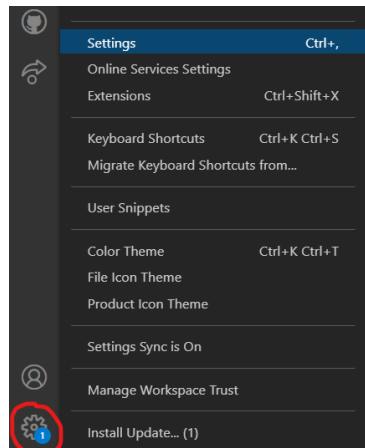 Settings Ctrl+,
Online Services Settings
Extensions Ctrl+Shift+X
Keyboard Shortcuts Ctrl+K Ctrl+S
Migrate Keyboard Shortcuts from...
User Snippets
Color Theme Ctrl+K Ctrl+T
File Icon Theme
Product Icon Theme
Settings Sync is On
Manage Workspace Trust
1
Install Update... (1)